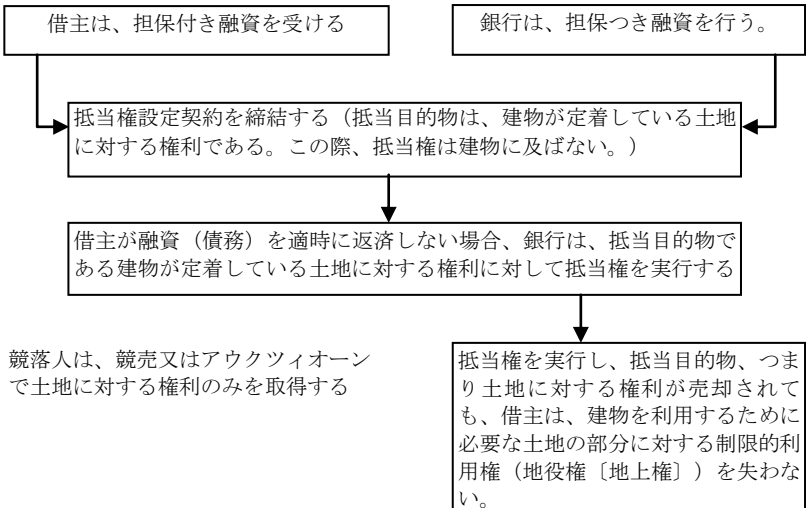 借主は、担保付き融資を受ける
銀行は、担保つき融資を行う。
抵当権設定契約を締結する（抵当目的物は、建物が定着している土地
に対する権利である。この際、抵当権は建物に及ばない。）
借主が融資（債務）を適時に返済しない場合、銀行は、抵当目的物で
ある建物が定着している土地に対する権利に対して抵当権を実行する
競落人は、競売又はアウクツィオーン
で土地に対する権利のみを取得する
抵当権を実行し、抵当目的物、つま
り土地に対する権利が売却されて
も、借主は、建物を利用するために
必要な土地の部分に対する制限的利
用権（地役権〔地上権〕）を失わな
い。